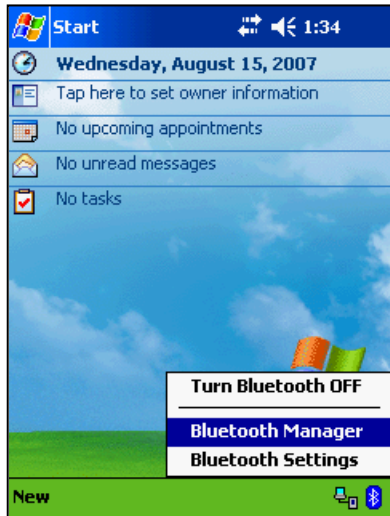 Start 1:34
Wednesday, August 15, 2007
Tap here to set owner information
No upcoming appointments
No unread messages
No tasks
Turn Bluetooth OFF
Bluetooth Manager
Bluetooth Settings
New